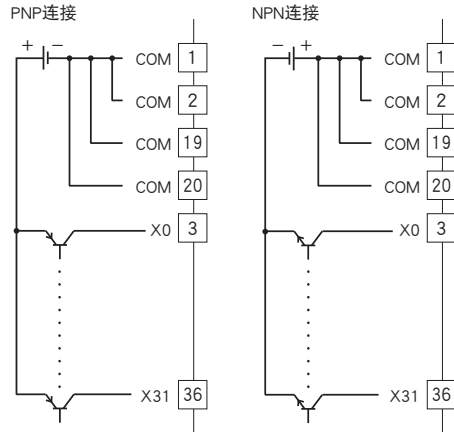 PNP连接
+ −
COM 1
COM 2
COM 19
COM 20
X0 3
X31 36
NPN连接
− +
COM 1
COM 2
COM 19
COM 20
X0 3
X31 36